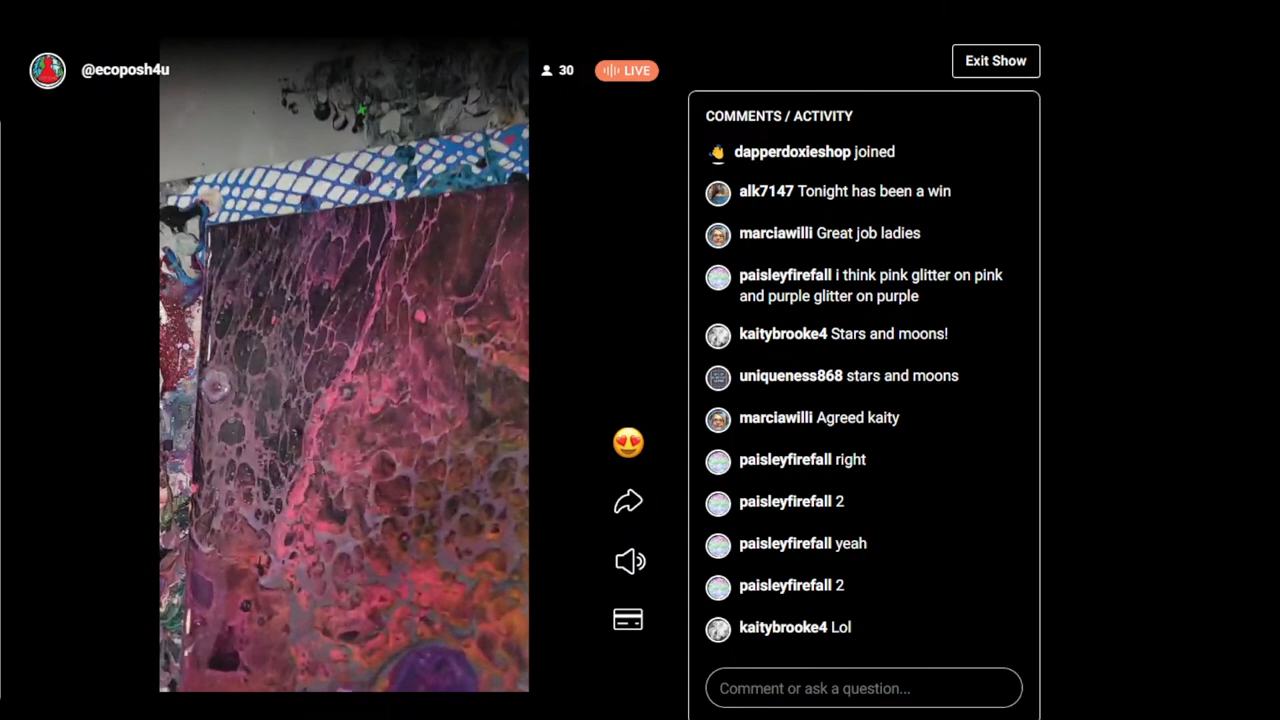 @ecoposh4u
30
LIVE
Exit Show
COMMENTS / ACTIVITY
dapperdoxieshop joined
alk7147 Tonight has been a win
marciawilli Great job ladies
paisleyfirefall i think pink glitter on pink
and purple glitter on purple
kaitybrooke4 Stars and moons!
uniqueness868 stars and moons
marciawilli Agreed kaity
paisleyfirefall right
paisleyfirefall 2
paisleyfirefall yeah
paisleyfirefall 2
kaitybrooke4 Lol
Comment or ask a question...